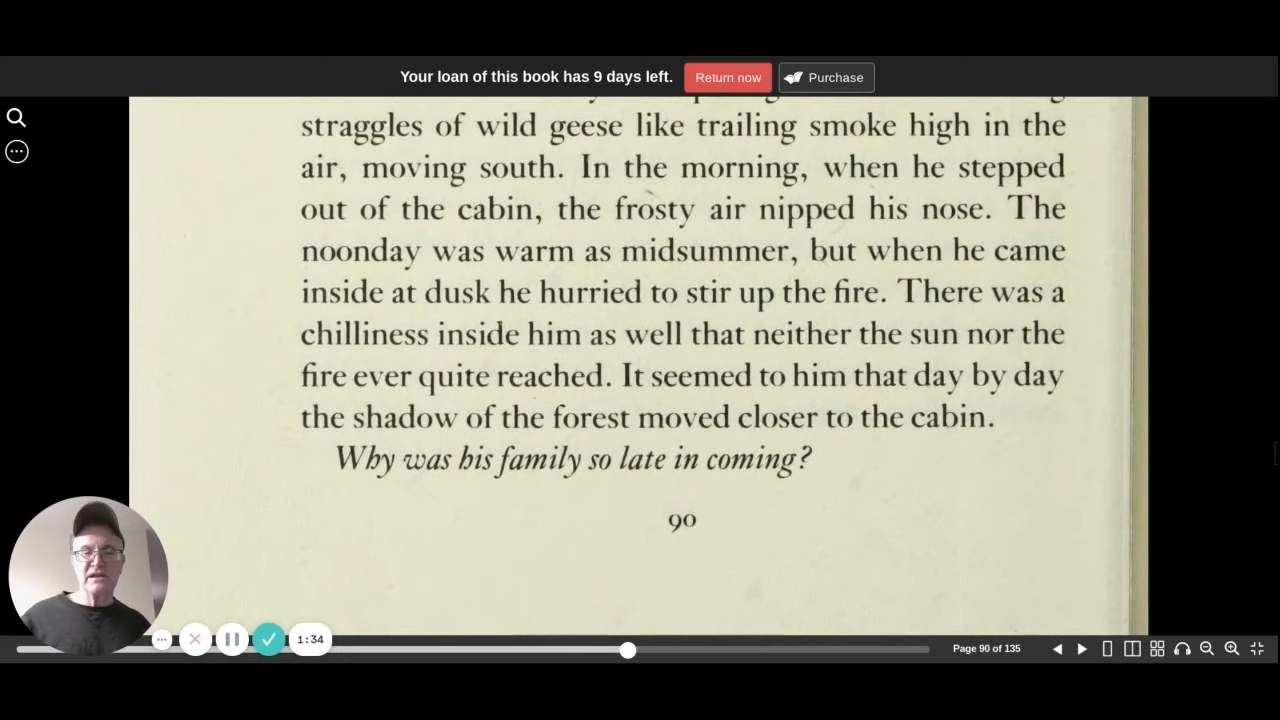 Your loan of this book has 9 days left. Return now Purchase
straggles of wild geese like trailing smoke high in the
air, moving south. In the morning, when he stepped
out of the cabin, the frosty air nipped his nose. The
noonday was warm as midsummer, but when he came
inside at dusk he hurried to stir up the fire. There was a
chilliness inside him as well that neither the sun nor the
fire ever quite reached. It seemed to him that day by day
the shadow of the forest moved closer to the cabin.
Why was his family so late in coming?
90
1:34
Page 90 of 135